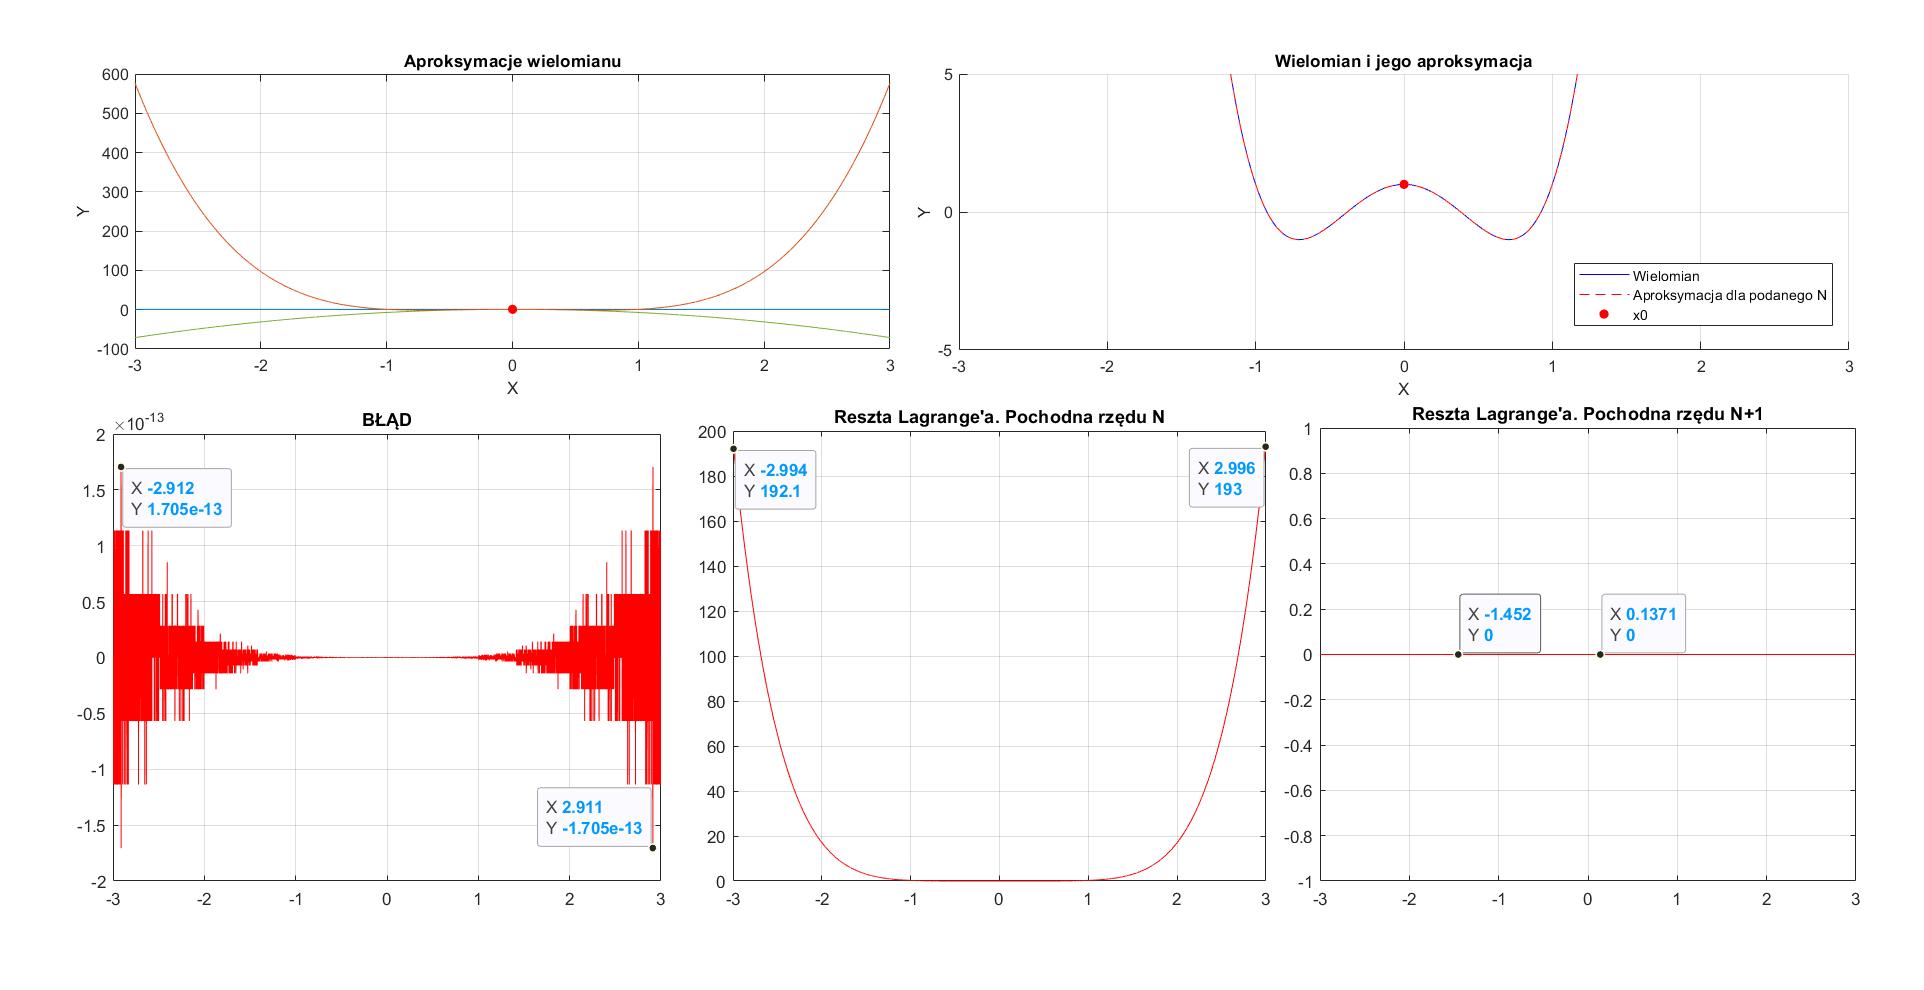 Aproksymacje wielomianu
600
500
400
300
200
100
0
-100
Y
-3 -2 -1 0 1 2 3
X
Wielomian i jego aproksymacja
5
0
-5
Y
Wielomian
Aproksymacja dla podanego N
x0
-3 -2 -1 0 1 2 3
X
BŁĄD
×10-13
2
1.5
1
0.5
0
-0.5
-1
-1.5
-2
X -2.912
Y 1.705e-13
X 2.911
Y -1.705e-13
-3 -2 -1 0 1 2 3
Reszta Lagrange'a. Pochodna rzędu N
200
180
160
140
120
100
80
60
40
20
0
X -2.994
Y 192.1
X 2.996
Y 193
-3 -2 -1 0 1 2 3
Reszta Lagrange'a. Pochodna rzędu N+1
1
0.8
0.6
0.4
0.2
0
-0.2
-0.4
-0.6
-0.8
-1
X -1.452
Y 0
X 0.1371
Y 0
-3 -2 -1 0 1 2 3